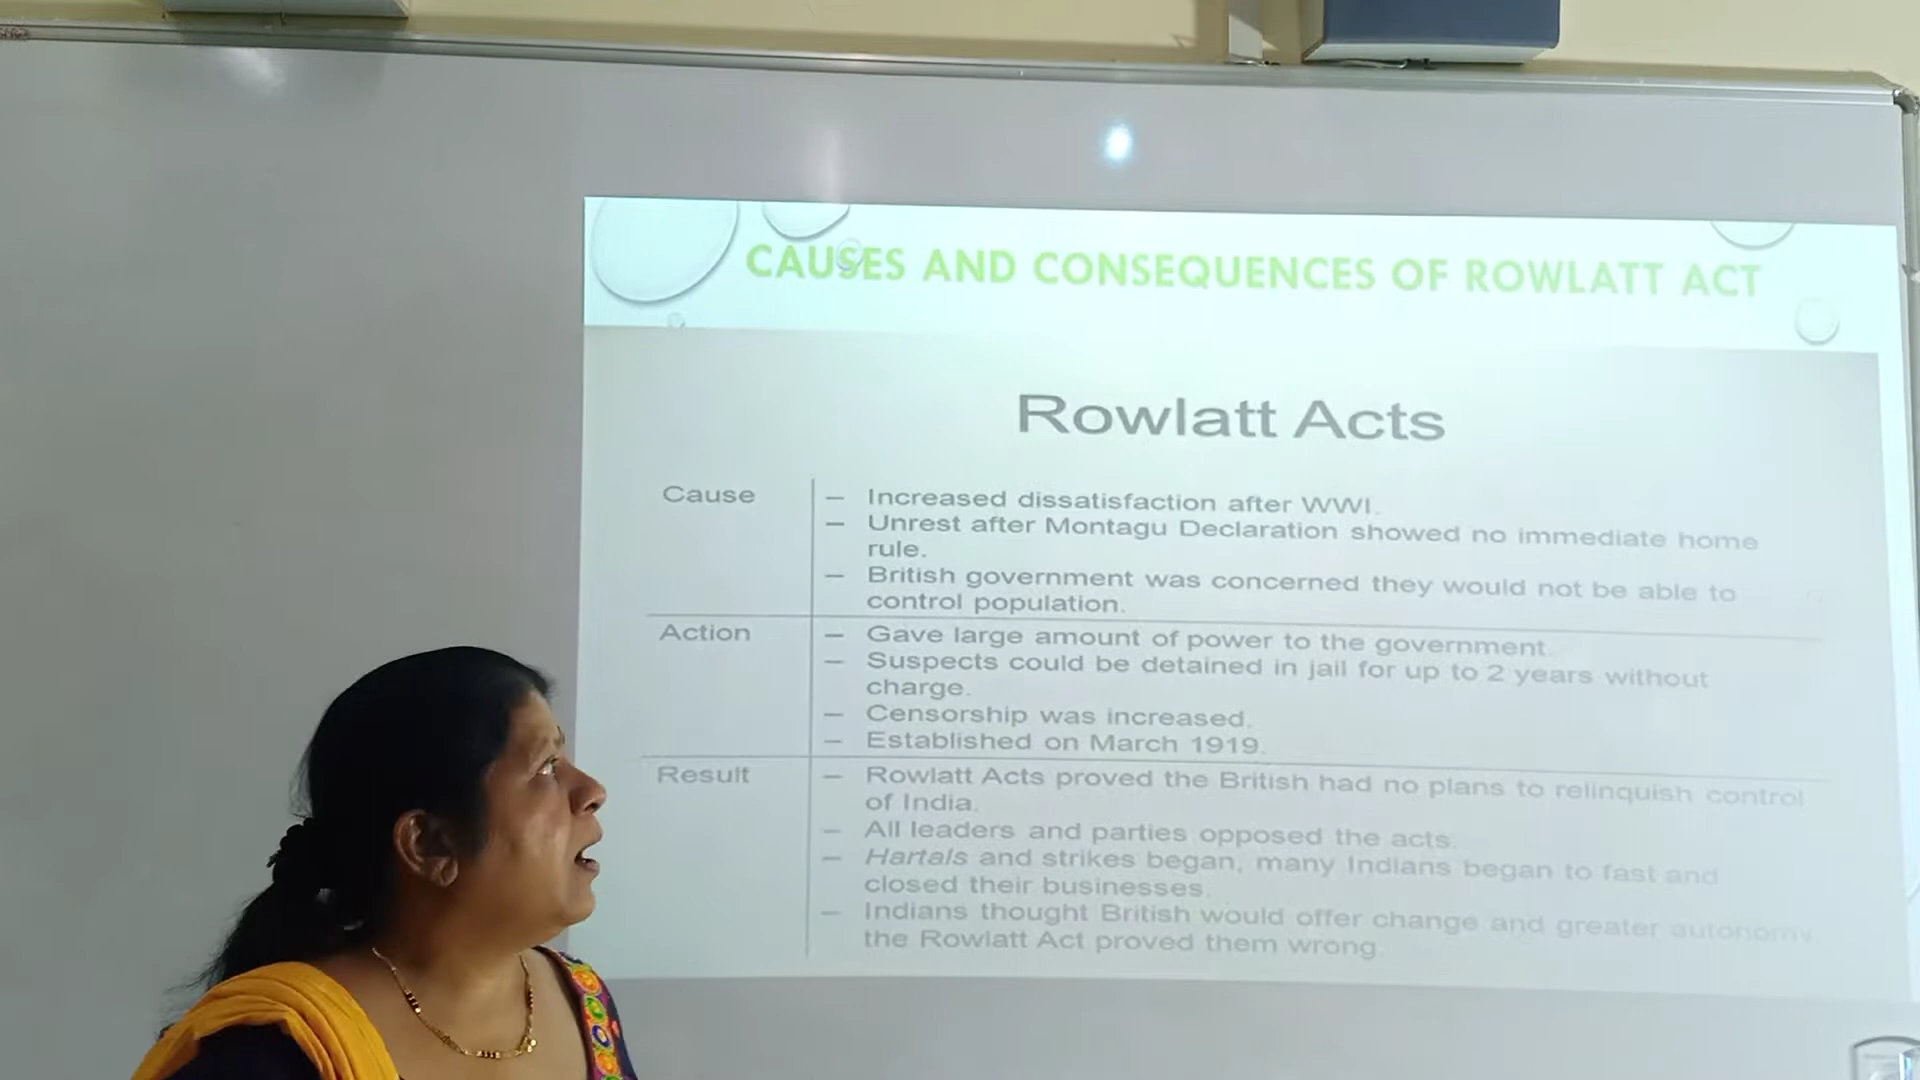 CAUSES AND CONSEQUENCES OF ROWLATT ACT
Rowlatt Acts
Cause
– Increased dissatisfaction after WWI.
– Unrest after Montagu Declaration showed no immediate home
rule.
– British government was concerned they would not be able to
control population.
Action
– Gave large amount of power to the government.
– Suspects could be detained in jail for up to 2 years without
charge.
– Censorship was increased.
– Established on March 1919.
Result
– Rowlatt Acts proved the British had no plans to relinquish control
of India.
– All leaders and parties opposed the acts.
– Hartals and strikes began, many Indians began to fast and
closed their businesses.
– Indians thought British would offer change and greater autonomy
the Rowlatt Act proved them wrong.